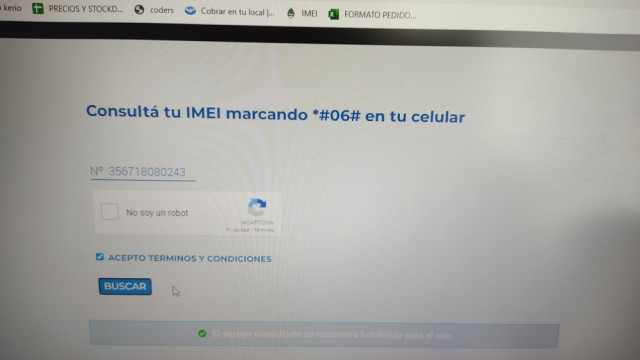 kerio PRECIOS Y STOCKD... coders Cobrar en tu local |... IMEI FORMATO PEDIDO...
Consultá tu IMEI marcando *#06# en tu celular
Nº 356718080243
No soy un robot
reCAPTCHA
Privacidad - Términos
ACEPTO TERMINOS Y CONDICIONES
BUSCAR
El equipo consultado se encuentra habilitado para el uso.